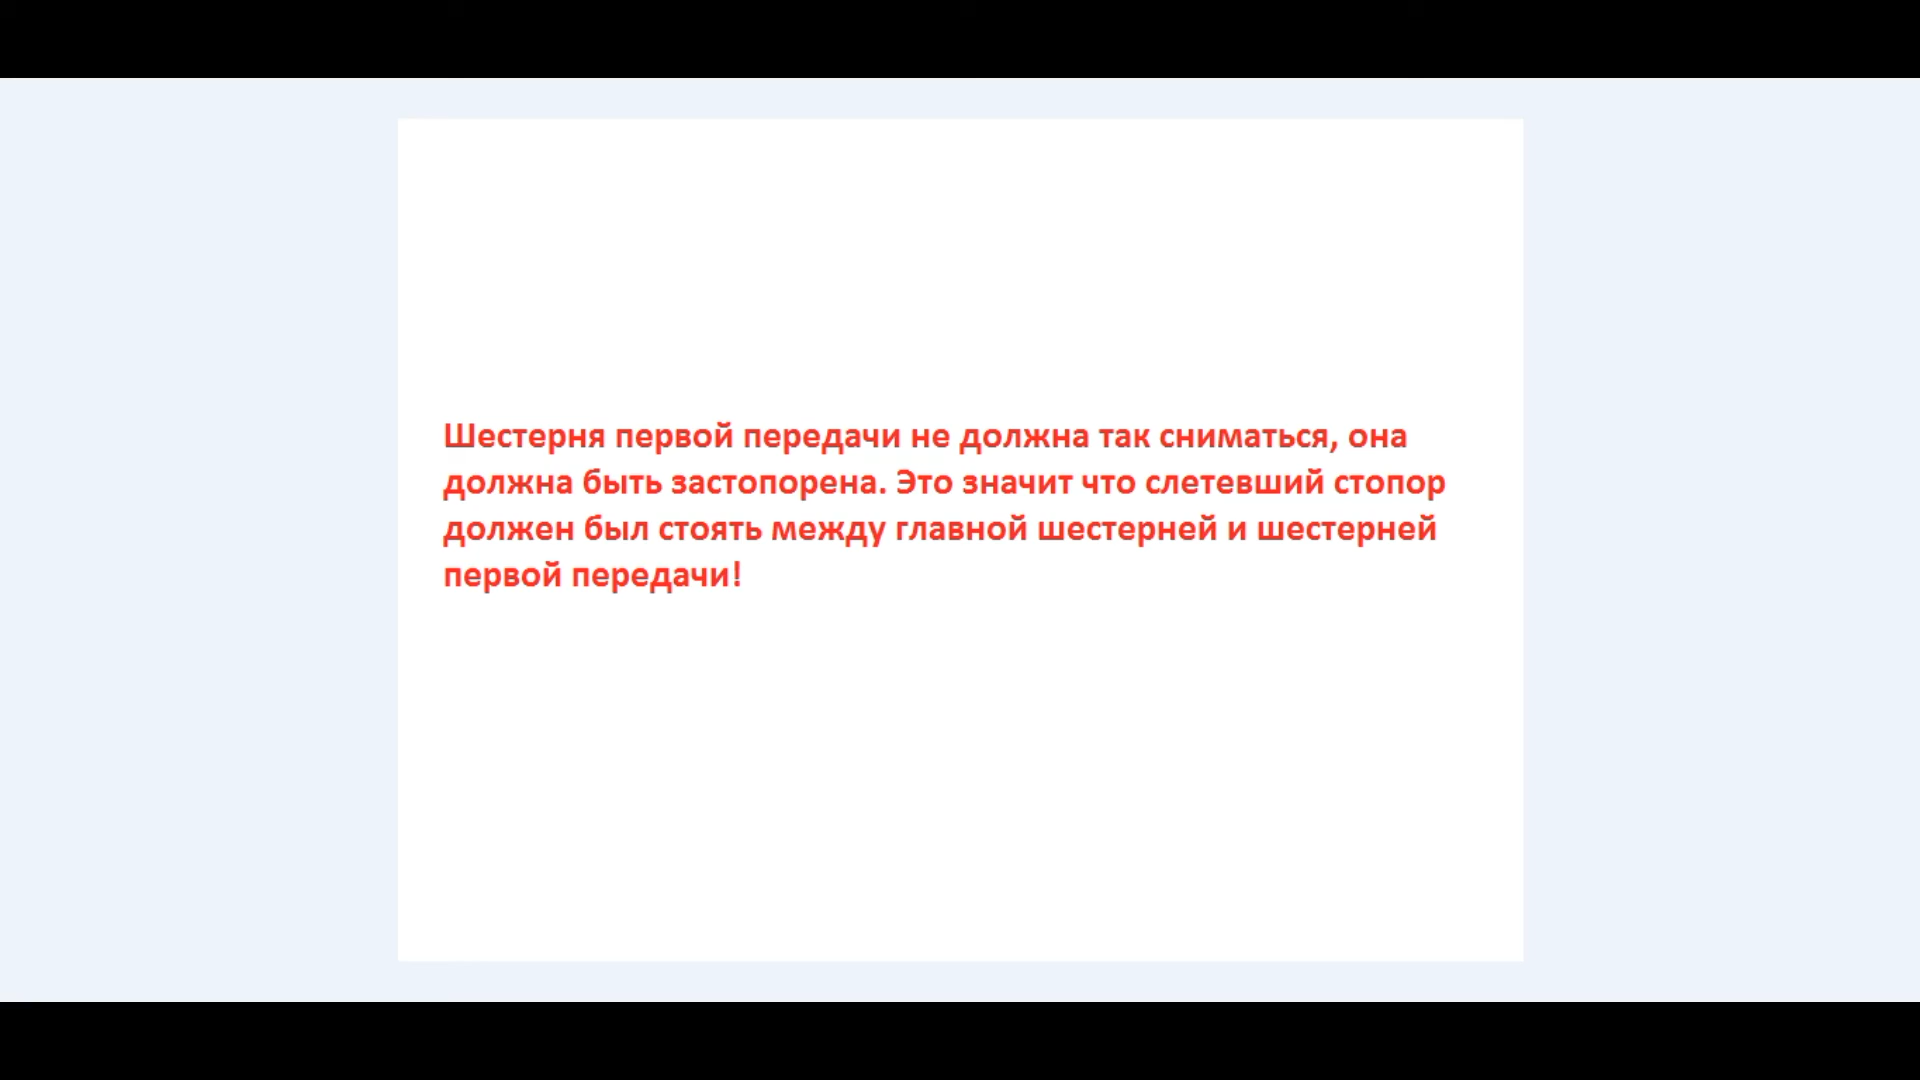 Шестерня первой передачи не должна так сниматься, она
должна быть застопорена. Это значит что слетевший стопор
должен был стоять между главной шестерней и шестерней
первой передачи!